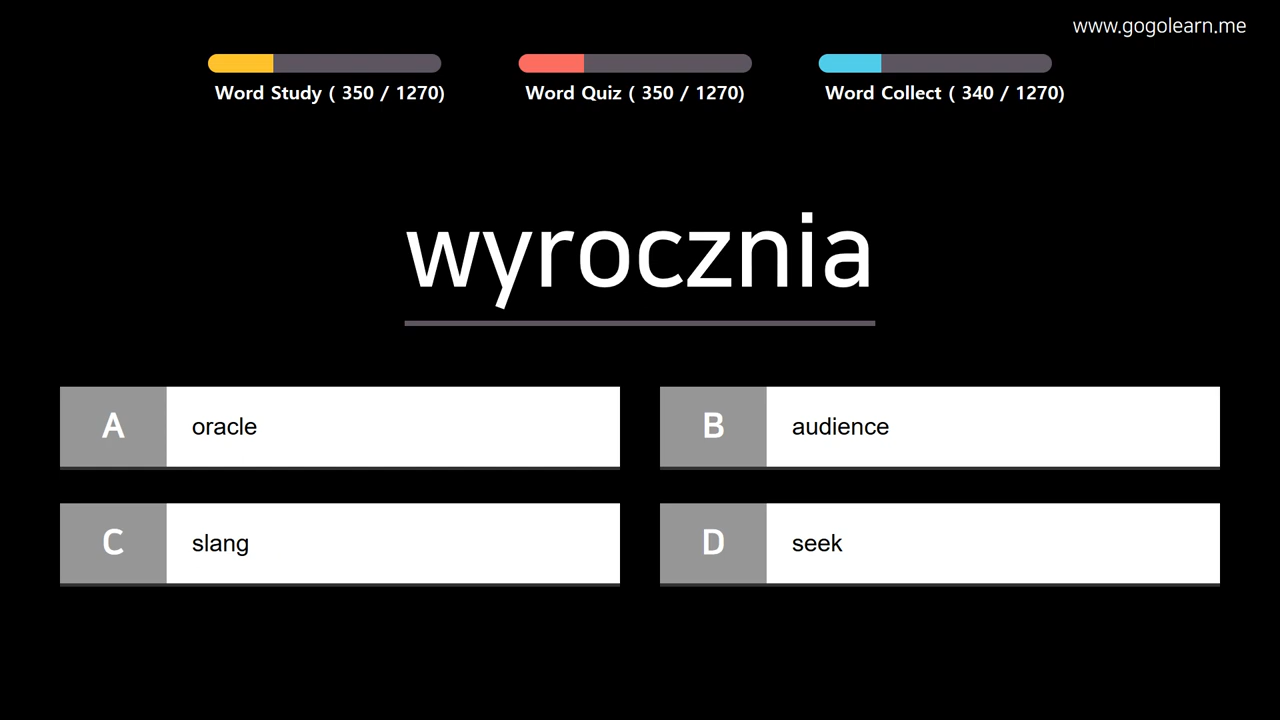 www.gogolearn.me
Word Study ( 350 / 1270)
Word Quiz ( 350 / 1270)
Word Collect ( 340 / 1270)
wyrocznia
A oracle
B audience
C slang
D seek